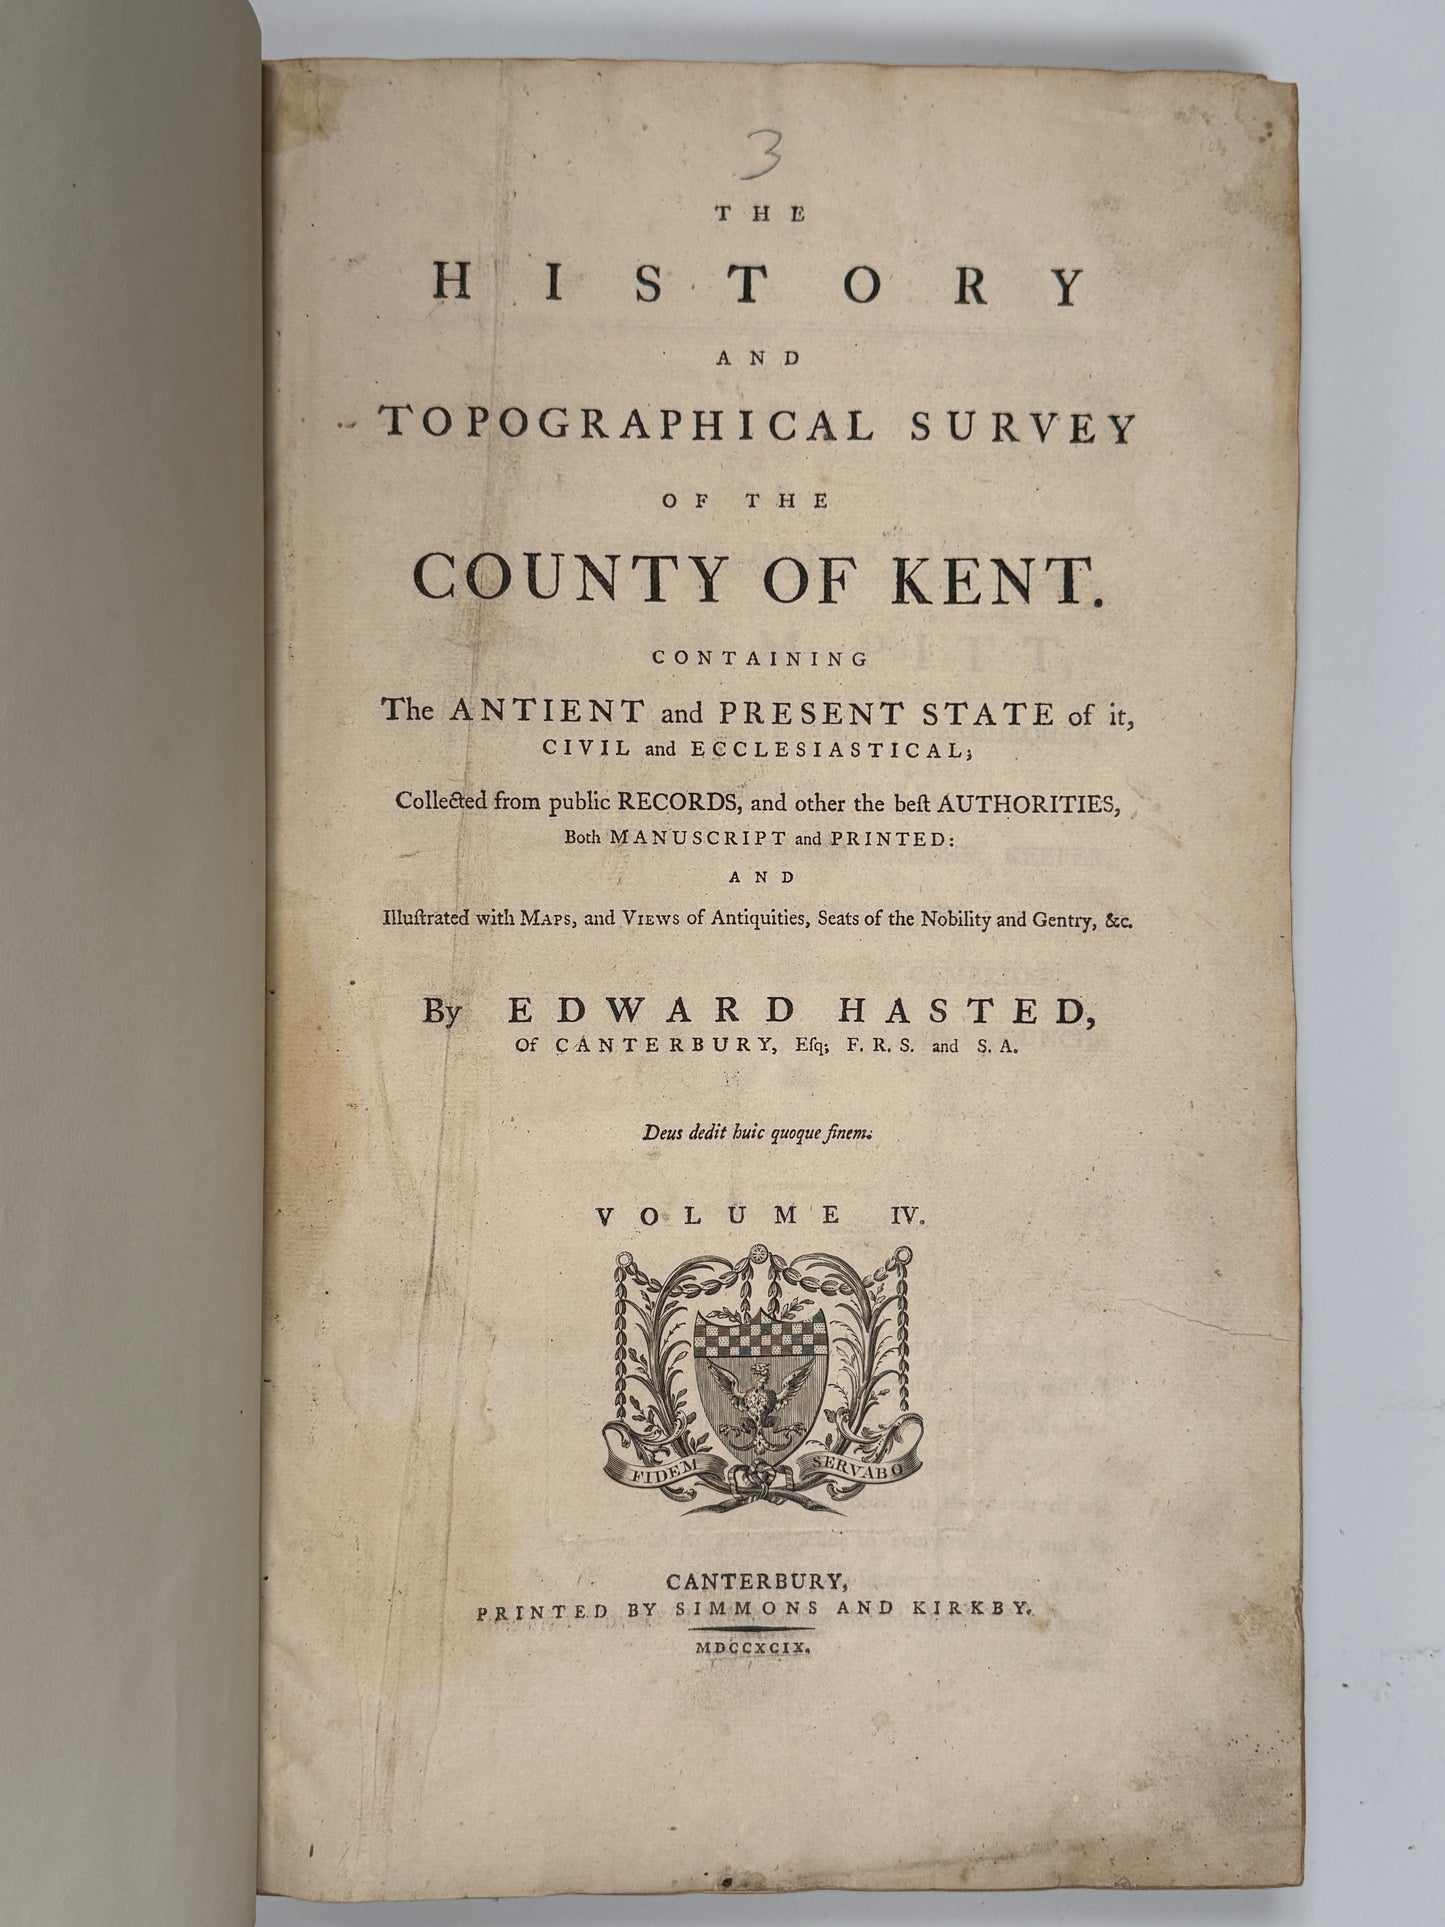 3
THE
HISTORY
AND
TOPOGRAPHICAL SURVEY
OF THE
COUNTY OF KENT.
CONTAINING
The ANTIENT and PRESENT STATE of it,
CIVIL and ECCLESIASTICAL;
Collected from public RECORDS, and other the beſt AUTHORITIES,
Both MANUSCRIPT and PRINTED:
AND
Illuſtrated with MAPS, and VIEWS of Antiquities, Seats of the Nobility and Gentry, &c.
By EDWARD HASTED,
Of CANTERBURY, Eſq; F. R. S. and S. A.
Deus dedit huic quoque finem.
VOLUME IV.
FIDEM SERVABO
CANTERBURY,
PRINTED BY SIMMONS AND KIRKBY.
MDCCXCIX.